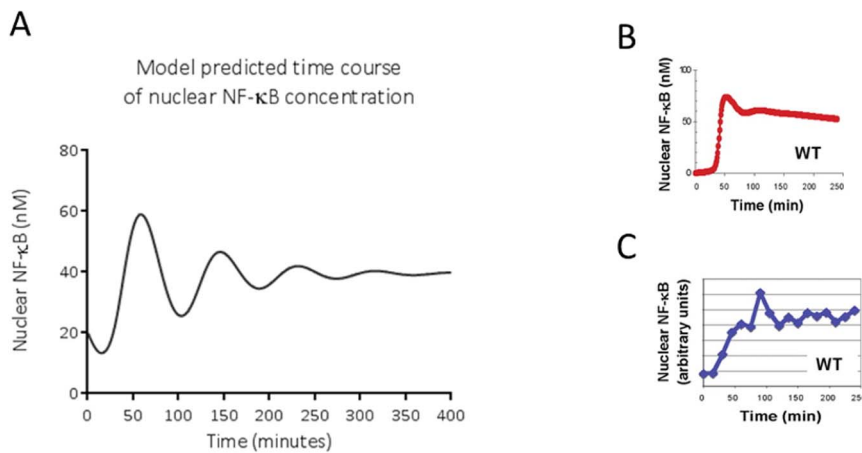 A
Model predicted time course
of nuclear NF-κB concentration
80
60
40
20
0
Nuclear NF-κB (nM)
0 50 100 150 200 250 300 350 400
Time (minutes)
B
100
50
0
Nuclear NF-κB (nM)
WT
0 50 100 150 200 250
Time (min)
C
Nuclear NF-κB
(arbitrary units)
WT
0 50 100 150 200 250
Time (min)